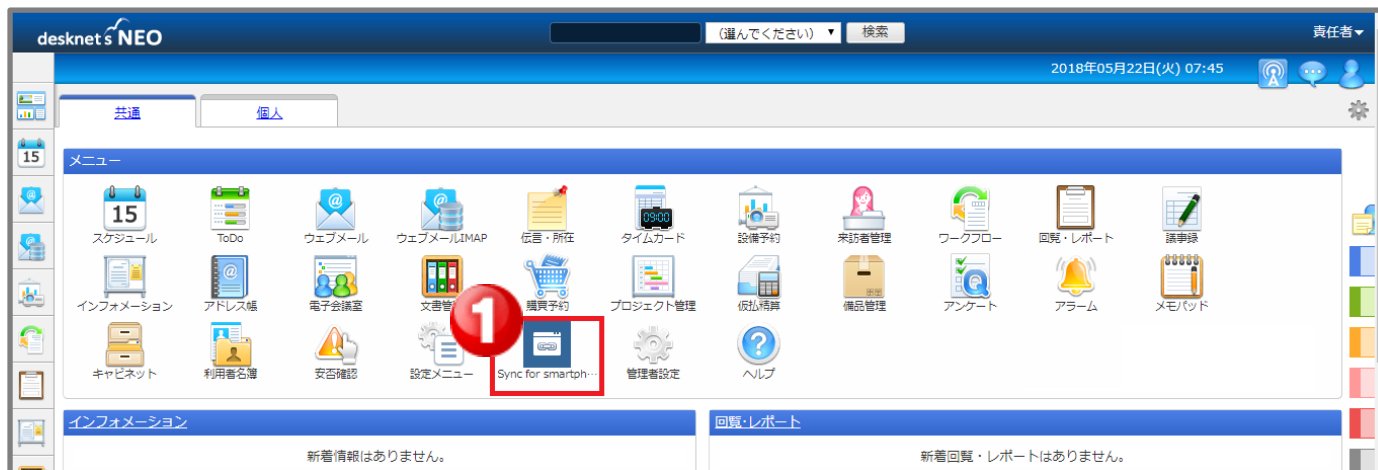 desknet's NEO
(選んでください) ▼ 検索
責任者▼
2018年05月22日(火) 07:45
共通 個人
メニュー
15 15 @ @ 09:00
スケジュール ToDo ウェブメール ウェブメールIMAP 伝言・所在 タイムカード 設備予約 来訪者管理 ワークフロー 回覧・レポート 議事録
インフォメーション アドレス帳 電子会議室 文書管 購買予約 プロジェクト管理 仮払精算 備品管理 アンケート アラーム メモパッド
1
キャビネット 利用者名簿 安否確認 設定メニュー Sync for smartph… 管理者設定 ヘルプ
インフォメーション 回覧・レポート
新着情報はありません。 新着回覧・レポートはありません。